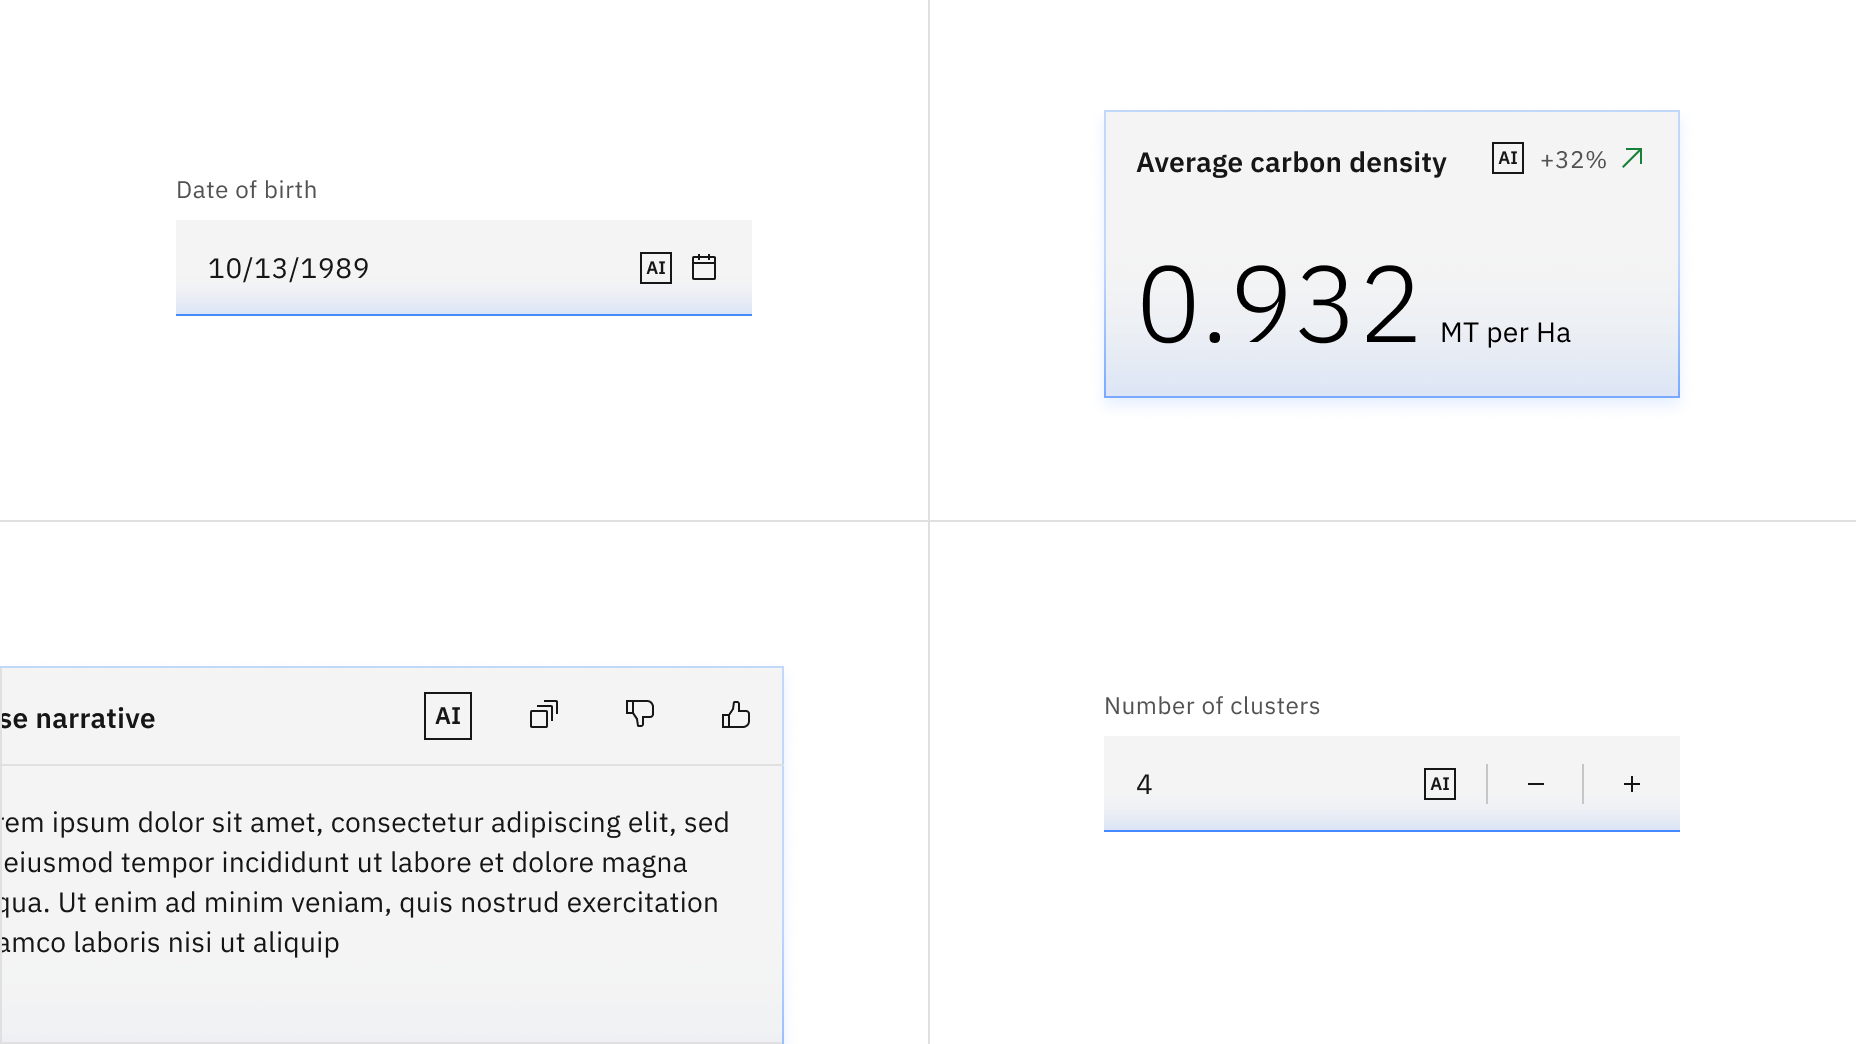 Date of birth
10/13/1989 AI
Average carbon density AI +32%
0.932 MT per Ha
se narrative AI
rem ipsum dolor sit amet, consectetur adipiscing elit, sed
eiusmod tempor incididunt ut labore et dolore magna
qua. Ut enim ad minim veniam, quis nostrud exercitation
amco laboris nisi ut aliquip
Number of clusters
4 AI − +